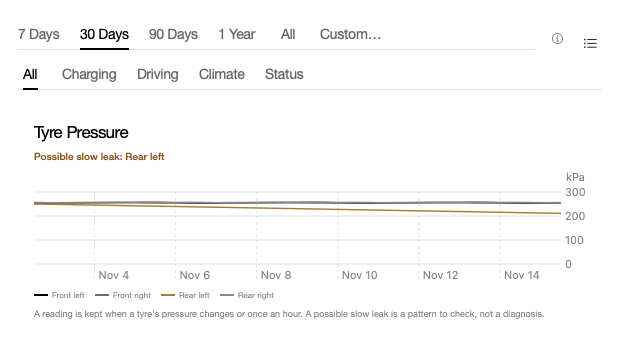 7 Days 30 Days 90 Days 1 Year All Custom...
All Charging Driving Climate Status
Tyre Pressure
Possible slow leak: Rear left
kPa
300
200
100
0
Nov 4 Nov 6 Nov 8 Nov 10 Nov 12 Nov 14
Front left Front right Rear left Rear right
A reading is kept when a tyre's pressure changes or once an hour. A possible slow leak is a pattern to check, not a diagnosis.